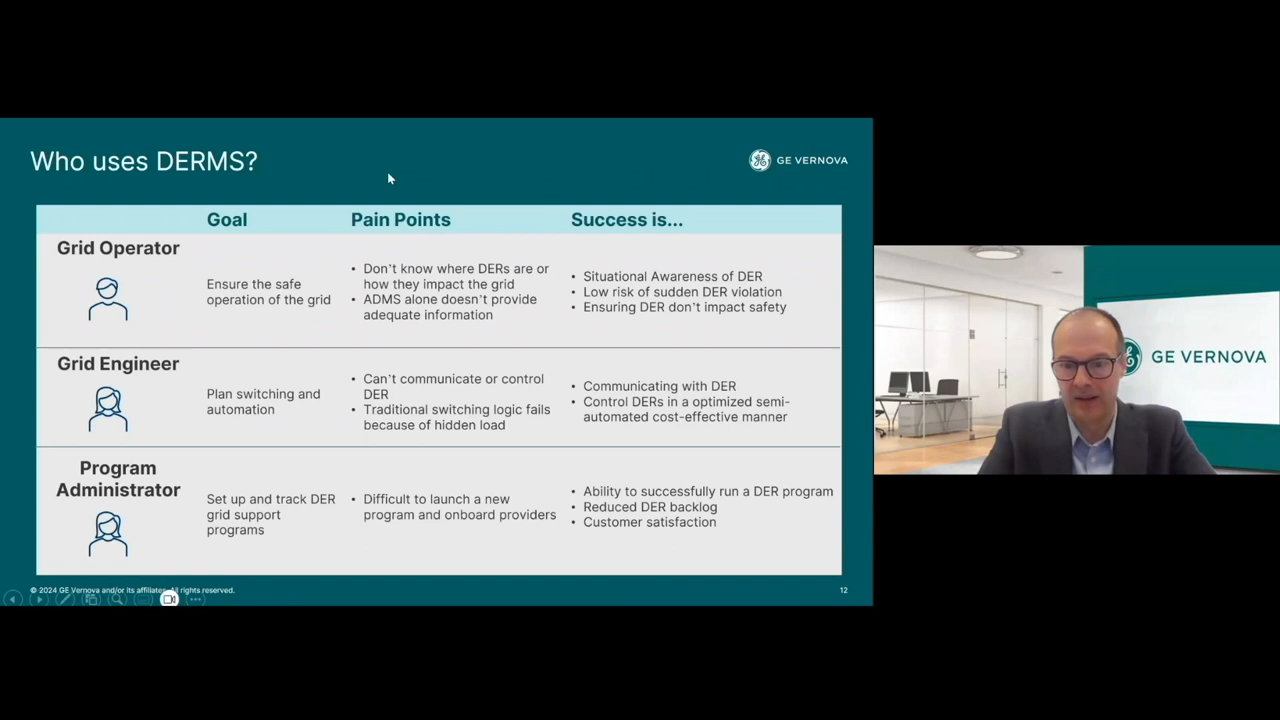 Who uses DERMS?
GE VERNOVA
Goal
Pain Points
Success is...
Grid Operator
Ensure the safe
operation of the grid
• Don't know where DERs are or
how they impact the grid
• ADMS alone doesn't provide
adequate information
• Situational Awareness of DER
• Low risk of sudden DER violation
• Ensuring DER don't impact safety
Grid Engineer
Plan switching and
automation
• Can't communicate or control
DER
• Traditional switching logic fails
because of hidden load
• Communicating with DER
• Control DERs in a optimized semi-
automated cost-effective manner
Program
Administrator
Set up and track DER
grid support
programs
• Difficult to launch a new
program and onboard providers
• Ability to successfully run a DER program
• Reduced DER backlog
• Customer satisfaction
© 2024 GE Vernova and/or its affiliates. All rights reserved.
12
GE VERNOVA